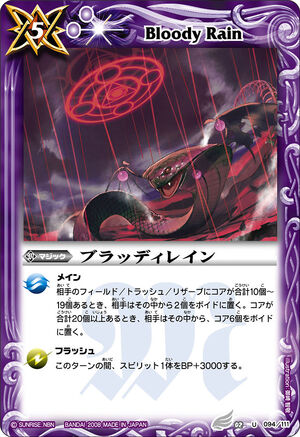 5
Bloody Rain
マジック
ブラッディレイン
メイン
相手のフィールド/トラッシュ/リザーブにコアが合計10個~
19個あるとき、相手はその中から2個をボイドに置く。コアが
合計20個以上あるとき、相手はその中から、コア6個をボイ
ドに置く。
フラッシュ
このターンの間、スピリット1体をBP+3000する。
© SUNRISE NBN BANDAI 2008 MADE IN JAPAN
02 U 094/111